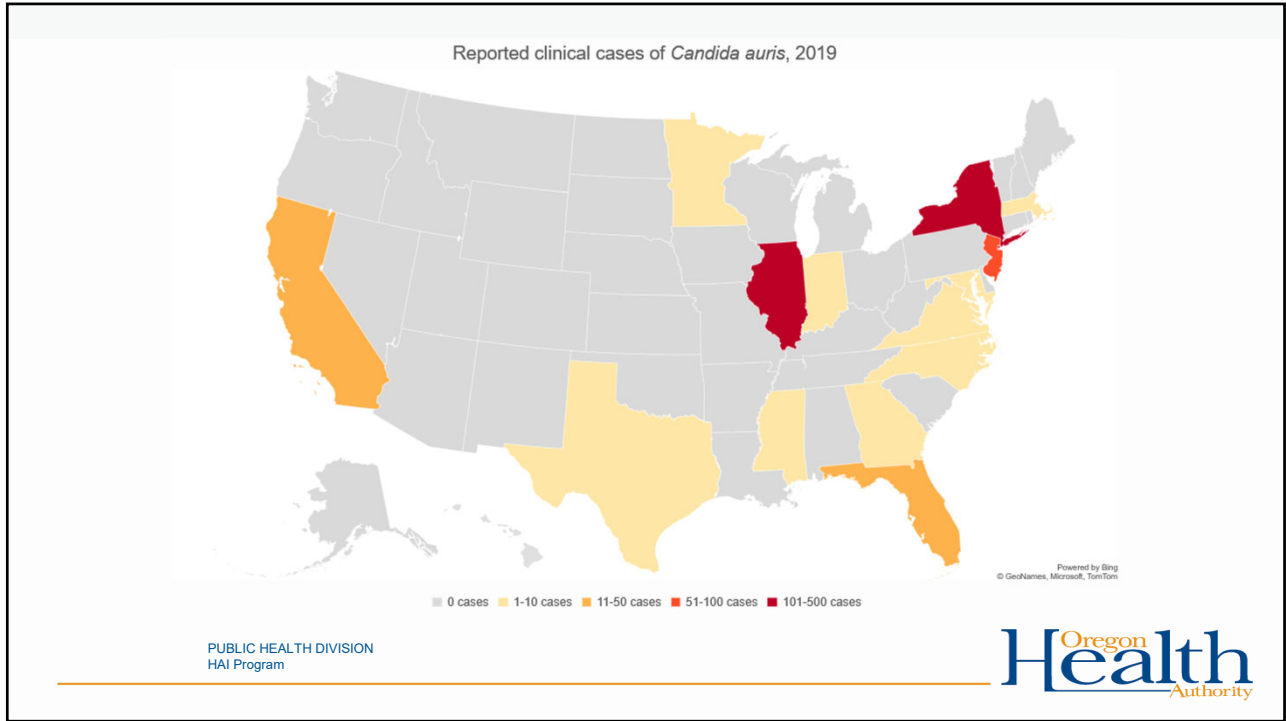 Reported clinical cases of Candida auris, 2019
Powered by Bing
© GeoNames, Microsoft, TomTom
0 cases 1-10 cases 11-50 cases 51-100 cases 101-500 cases
PUBLIC HEALTH DIVISION
HAI Program
Oregon
Health
Authority